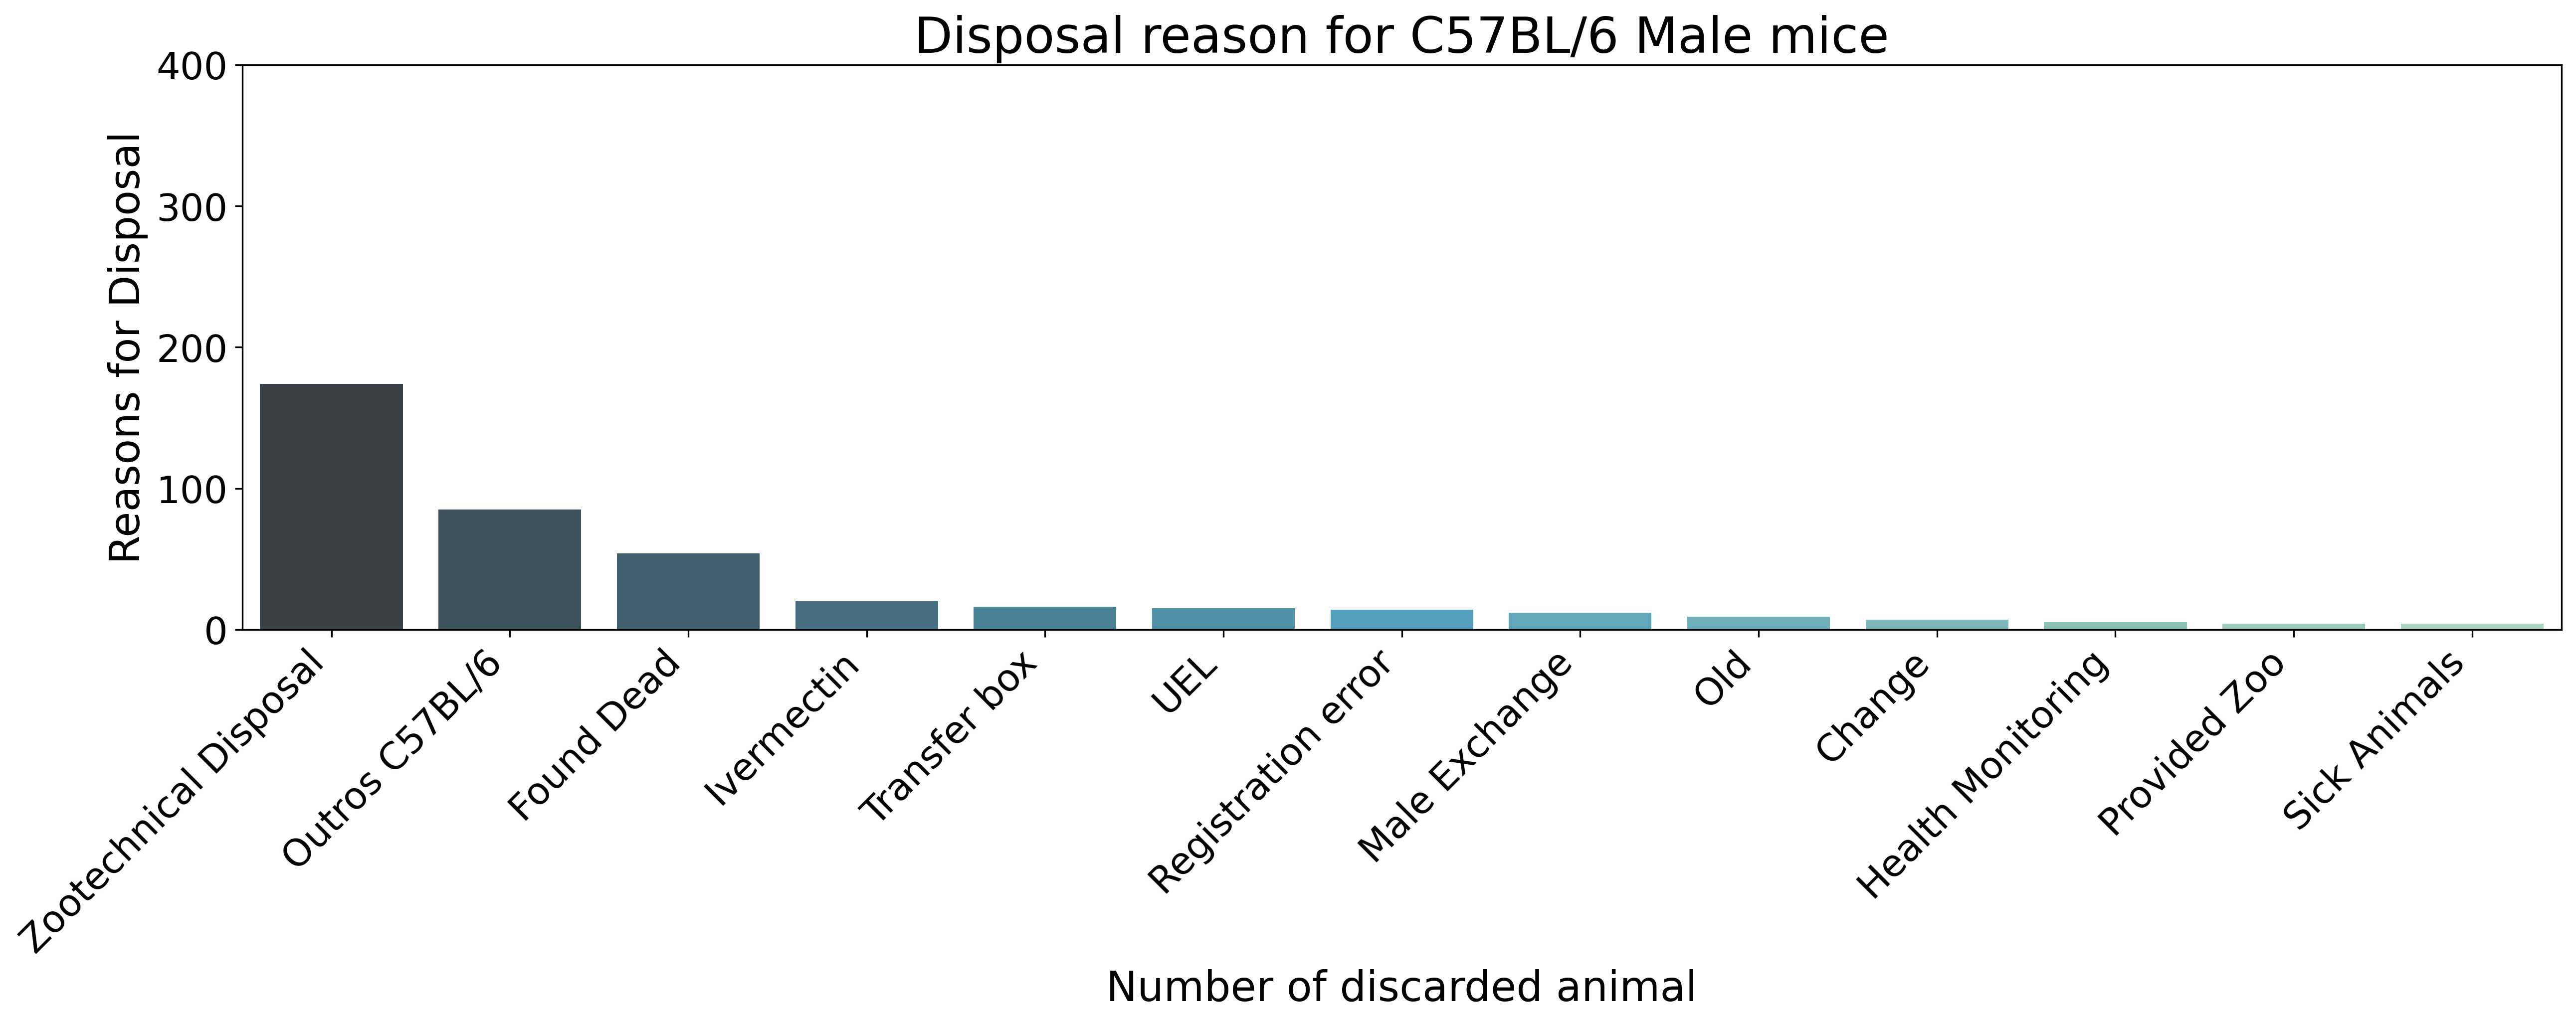 Disposal reason for C57BL/6 Male mice
Reasons for Disposal
400
300
200
100
0
Zootechnical Disposal
Outros C57BL/6
Found Dead
Ivermectin
Transfer box
UEL
Registration error
Male Exchange
Old
Change
Health Monitoring
Provided Zoo
Sick Animals
Number of discarded animal